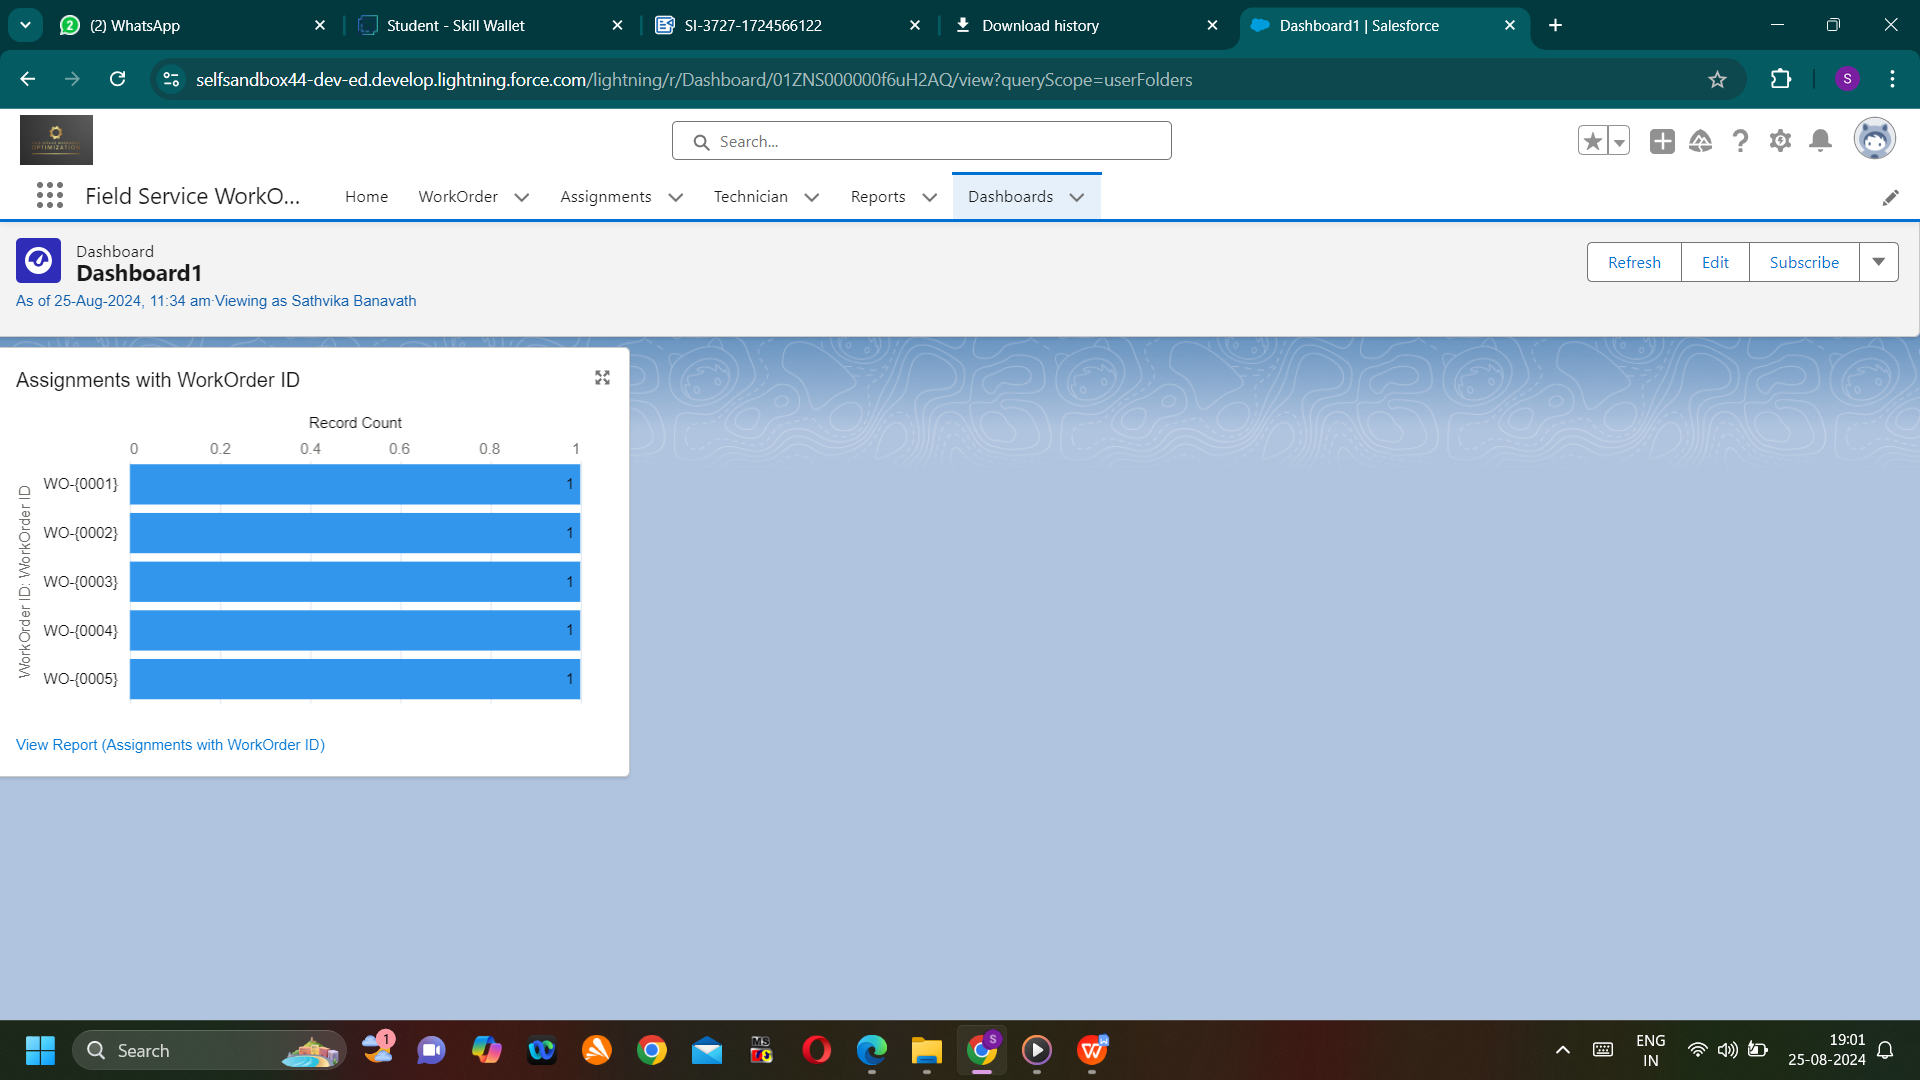 (2) WhatsApp
Student - Skill Wallet
SI-3727-1724566122
Download history
Dashboard1 | Salesforce
selfsandbox44-dev-ed.develop.lightning.force.com/lightning/r/Dashboard/01ZNS000000f6uH2AQ/view?queryScope=userFolders
S
OPTIMIZATION
Search...
Field Service WorkO...
Home
WorkOrder
Assignments
Technician
Reports
Dashboards
Dashboard
Dashboard1
As of 25-Aug-2024, 11:34 am·Viewing as Sathvika Banavath
Refresh
Edit
Subscribe
Assignments with WorkOrder ID
Record Count
0 0.2 0.4 0.6 0.8 1
WorkOrder ID: WorkOrder ID
WO-{0001} 1
WO-{0002} 1
WO-{0003} 1
WO-{0004} 1
WO-{0005} 1
View Report (Assignments with WorkOrder ID)
Search
1
MS
S
W
ENG
IN
19:01
25-08-2024